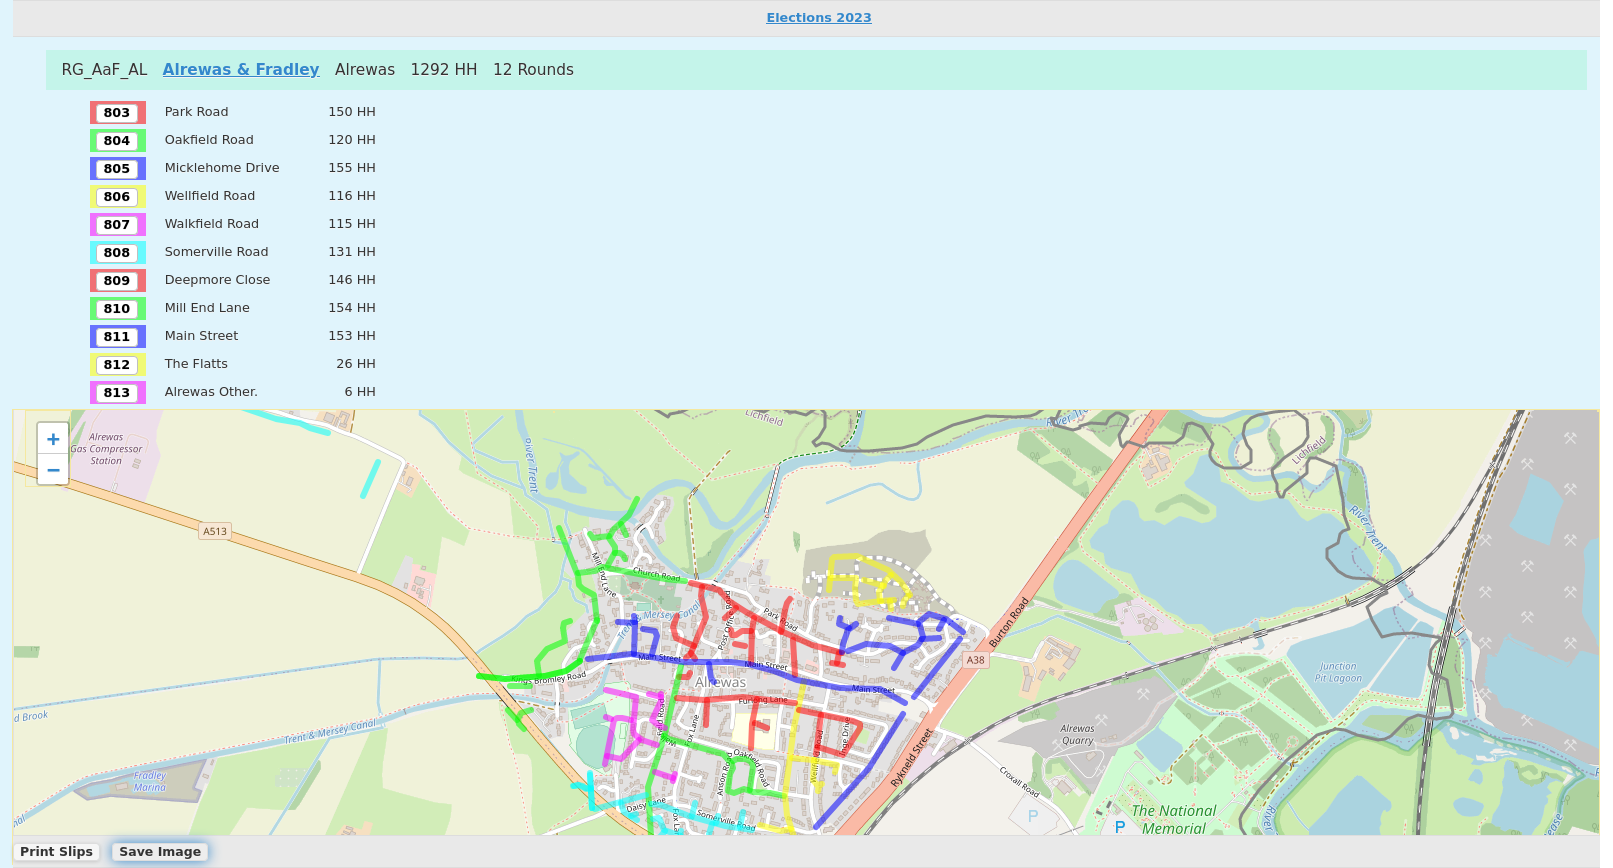 Elections 2023
RG_AaF_AL Alrewas & Fradley Alrewas 1292 HH 12 Rounds
803 Park Road 150 HH
804 Oakfield Road 120 HH
805 Micklehome Drive 155 HH
806 Wellfield Road 116 HH
807 Walkfield Road 115 HH
808 Somerville Road 131 HH
809 Deepmore Close 146 HH
810 Mill End Lane 154 HH
811 Main Street 153 HH
812 The Flatts 26 HH
813 Alrewas Other. 6 HH
+
−
Alrewas
Gas Compressor
Station
Lichfield
River Tre
Lichfield
River Trent
River Trent
A513
Mill End Lane
Church Road
Trent & Mersey Canal
Post Office Road
Park Road
Burton Road
A38
Main Street
Main Street
Main Street
Kings Bromley Road
Alrewas
Furlong Lane
Junction
Pit Lagoon
d Brook
Trent & Mersey Canal
Fox Lane
Oakfield Road
Anson Road
Wellfield Road
Rykneld Street
Alrewas
Quarry
Croxall Road
Fradley
Marina
Daisy Lane
Somerville Road
Fox La
nal
P
P
The National
Memorial
River
ease
Print Slips
Save Image